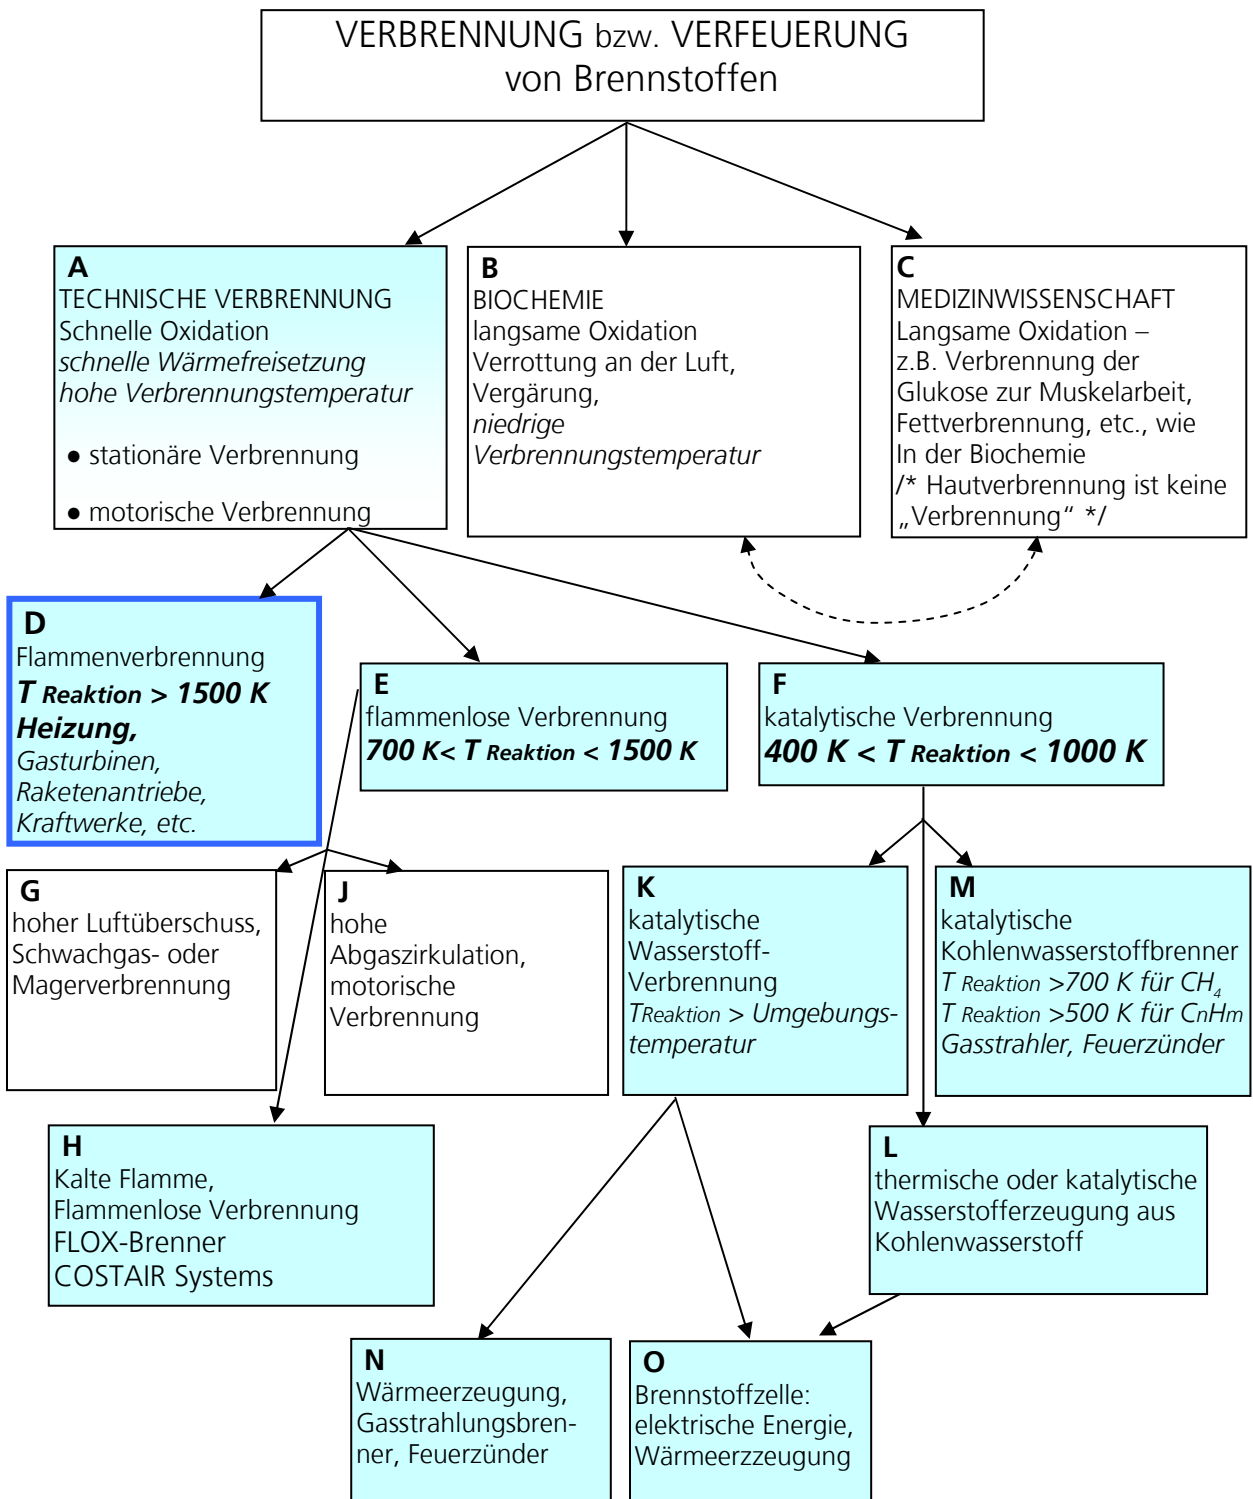 VERBRENNUNG bzw. VERFEUERUNG
von Brennstoffen
A
TECHNISCHE VERBRENNUNG
Schnelle Oxidation
schnelle Wärmefreisetzung
hohe Verbrennungstemperatur
● stationäre Verbrennung
● motorische Verbrennung
B
BIOCHEMIE
langsame Oxidation
Verrottung an der Luft,
Vergärung,
niedrige
Verbrennungstemperatur
C
MEDIZINWISSENSCHAFT
Langsame Oxidation –
z.B. Verbrennung der
Glukose zur Muskelarbeit,
Fettverbrennung, etc., wie
In der Biochemie
/* Hautverbrennung ist keine
„Verbrennung" */
D
Flammenverbrennung
T Reaktion > 1500 K
Heizung,
Gasturbinen,
Raketenantriebe,
Kraftwerke, etc.
E
flammenlose Verbrennung
700 K< T Reaktion < 1500 K
F
katalytische Verbrennung
400 K < T Reaktion < 1000 K
G
hoher Luftüberschuss,
Schwachgas- oder
Magerverbrennung
J
hohe
Abgaszirkulation,
motorische
Verbrennung
K
katalytische
Wasserstoff-
Verbrennung
TReaktion > Umgebungs-
temperatur
M
katalytische
Kohlenwasserstoffbrenner
T Reaktion >700 K für CH4
T Reaktion >500 K für CnHm
Gasstrahler, Feuerzünder
H
Kalte Flamme,
Flammenlose Verbrennung
FLOX-Brenner
COSTAIR Systems
L
thermische oder katalytische
Wasserstofferzeugung aus
Kohlenwasserstoff
N
Wärmeerzeugung,
Gasstrahlungsbren-
ner, Feuerzünder
O
Brennstoffzelle:
elektrische Energie,
Wärmeerzzeugung